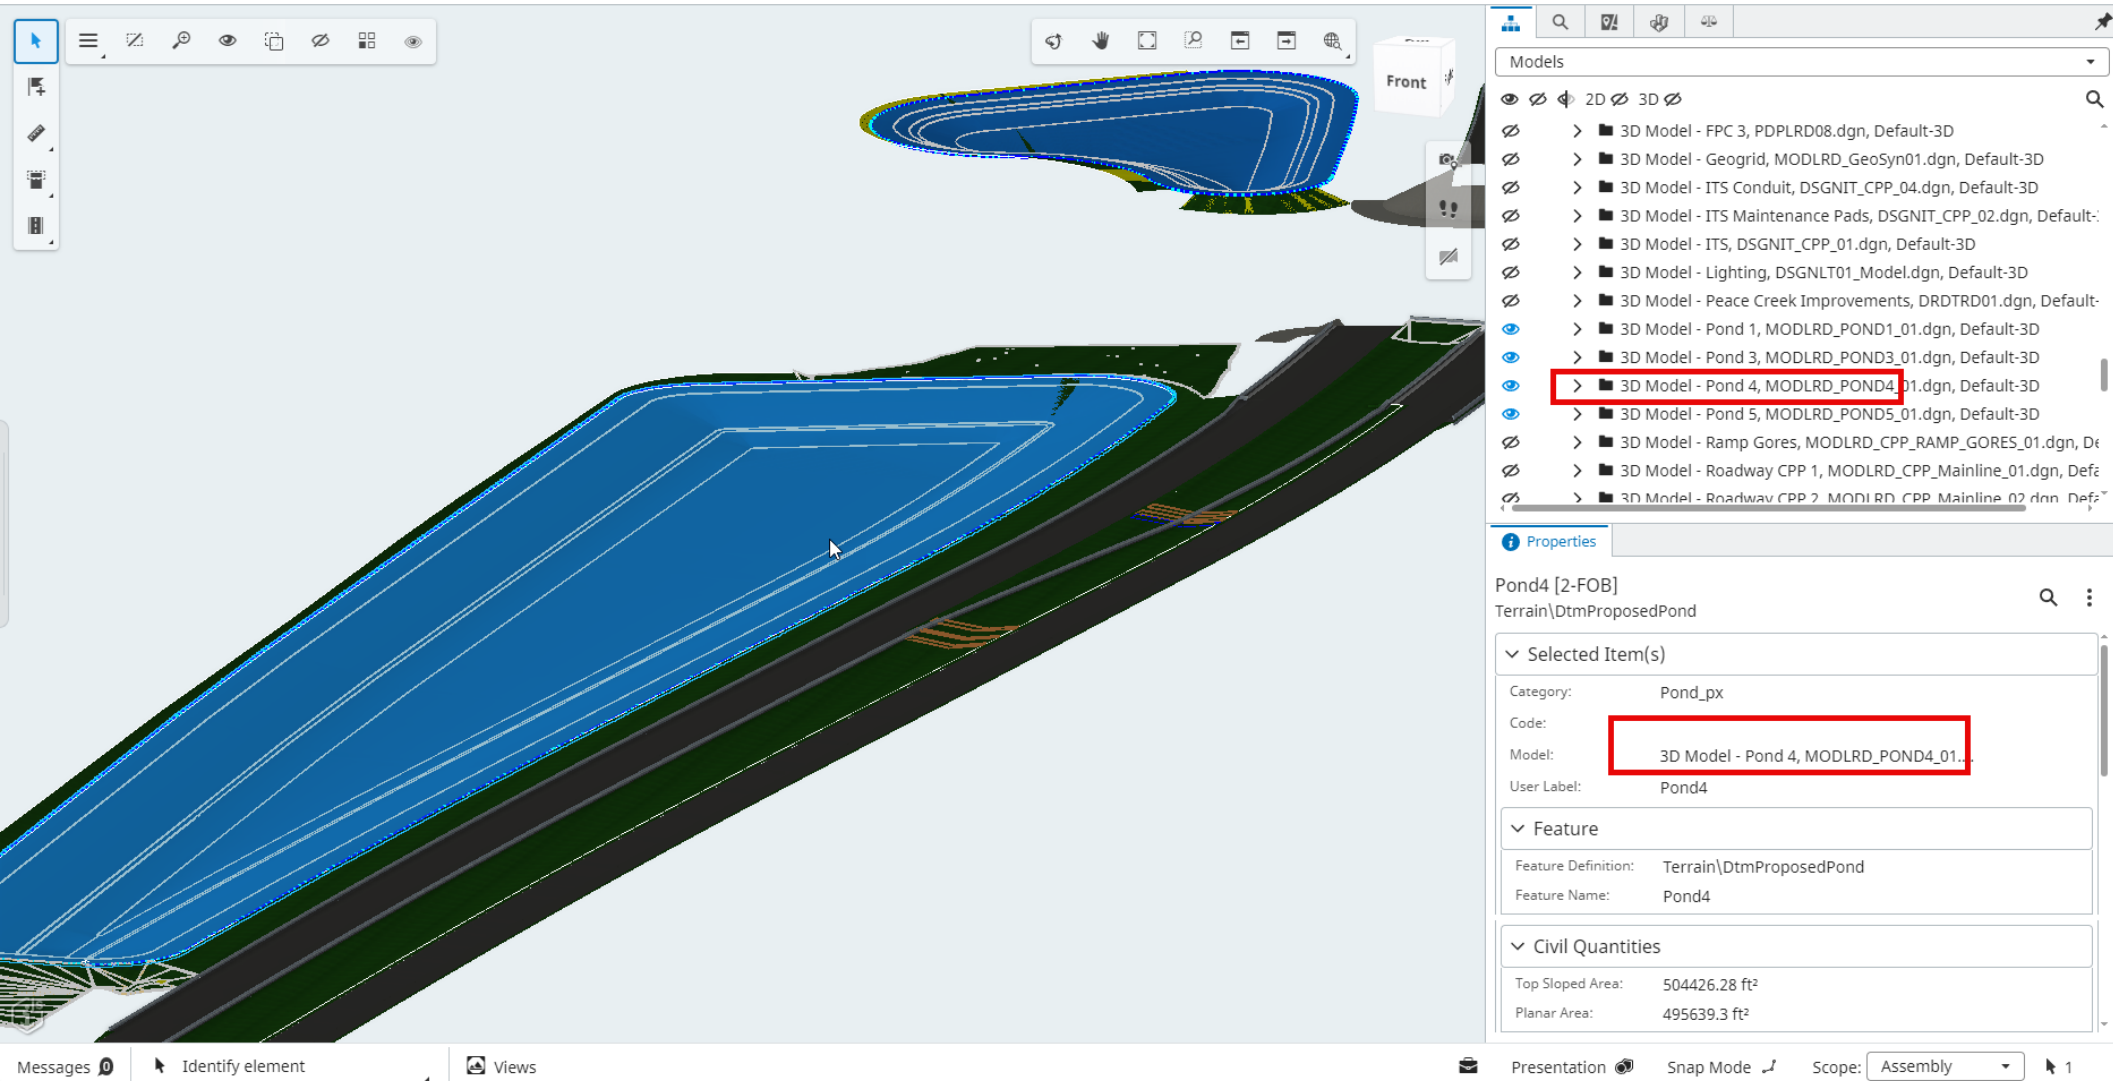 Front
Models
2D 3D
3D Model - FPC 3, PDPLRD08.dgn, Default-3D
3D Model - Geogrid, MODLRD_GeoSyn01.dgn, Default-3D
3D Model - ITS Conduit, DSGNIT_CPP_04.dgn, Default-3D
3D Model - ITS Maintenance Pads, DSGNIT_CPP_02.dgn, Default-
3D Model - ITS, DSGNIT_CPP_01.dgn, Default-3D
3D Model - Lighting, DSGNLT01_Model.dgn, Default-3D
3D Model - Peace Creek Improvements, DRDTRD01.dgn, Default-
3D Model - Pond 1, MODLRD_POND1_01.dgn, Default-3D
3D Model - Pond 3, MODLRD_POND3_01.dgn, Default-3D
3D Model - Pond 4, MODLRD_POND4_01.dgn, Default-3D
3D Model - Pond 5, MODLRD_POND5_01.dgn, Default-3D
3D Model - Ramp Gores, MODLRD_CPP_RAMP_GORES_01.dgn, De
3D Model - Roadway CPP 1, MODLRD_CPP_Mainline_01.dgn, Defa
3D Model - Roadway CPP 2, MODLRD_CPP_Mainline_02.dgn, Defa
Properties
Pond4 [2-FOB]
Terrain\DtmProposedPond
Selected Item(s)
Category: Pond_px
Code:
Model: 3D Model - Pond 4, MODLRD_POND4_01...
User Label: Pond4
Feature
Feature Definition: Terrain\DtmProposedPond
Feature Name: Pond4
Civil Quantities
Top Sloped Area: 504426.28 ft²
Planar Area: 495639.3 ft²
Messages 0 Identify element Views Presentation Snap Mode Scope: Assembly 1